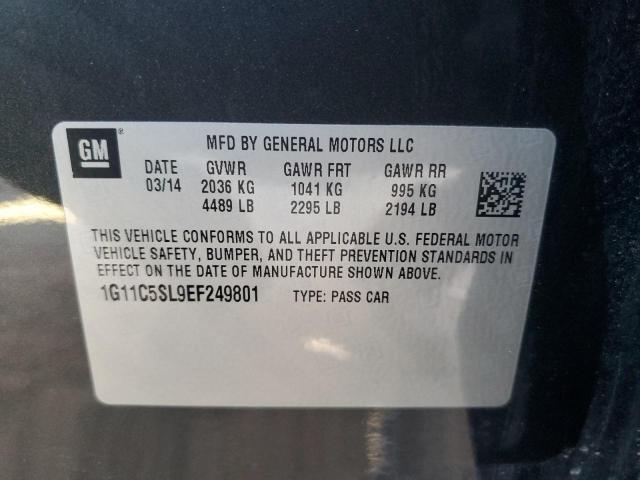 GM®
MFD BY GENERAL MOTORS LLC
DATE GVWR GAWR FRT GAWR RR
03/14 2036 KG 1041 KG 995 KG
4489 LB 2295 LB 2194 LB
THIS VEHICLE CONFORMS TO ALL APPLICABLE U.S. FEDERAL MOTOR
VEHICLE SAFETY, BUMPER, AND THEFT PREVENTION STANDARDS IN
EFFECT ON THE DATE OF MANUFACTURE SHOWN ABOVE.
1G11C5SL9EF249801 TYPE: PASS CAR